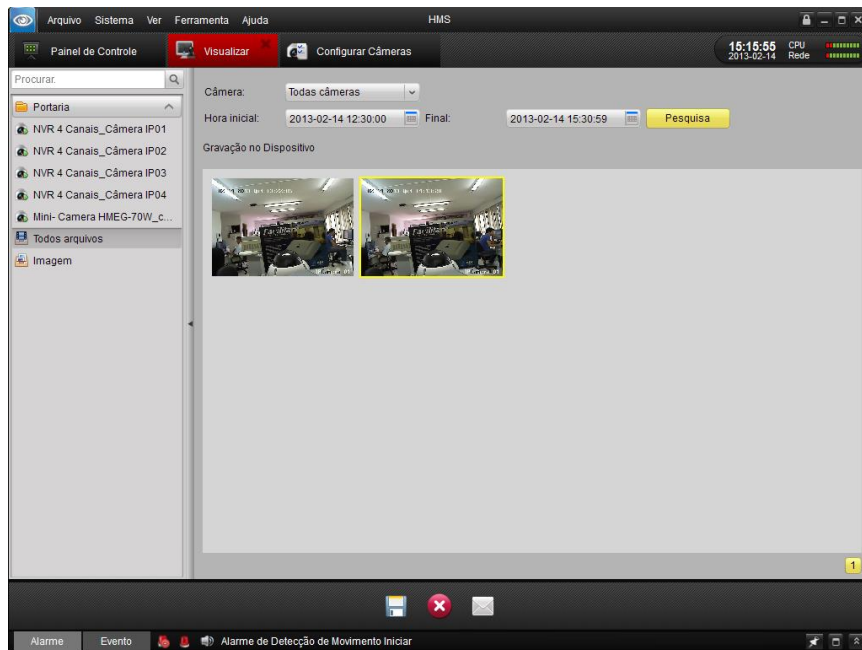 Arquivo Sistema Ver Ferramenta Ajuda HMS
Painel de Controle Visualizar Configurar Câmeras 15:15:55 CPU
2013-02-14 Rede
Procurar.
Portaria
NVR 4 Canais_Câmera IP01
NVR 4 Canais_Câmera IP02
NVR 4 Canais_Câmera IP03
NVR 4 Canais_Câmera IP04
Mini- Camera HMEG-70W_c...
Todos arquivos
Imagem
Câmera: Todas câmeras
Hora inicial: 2013-02-14 12:30:00 Final: 2013-02-14 15:30:59 Pesquisa
Gravação no Dispositivo
1
Alarme Evento Alarme de Detecção de Movimento Iniciar